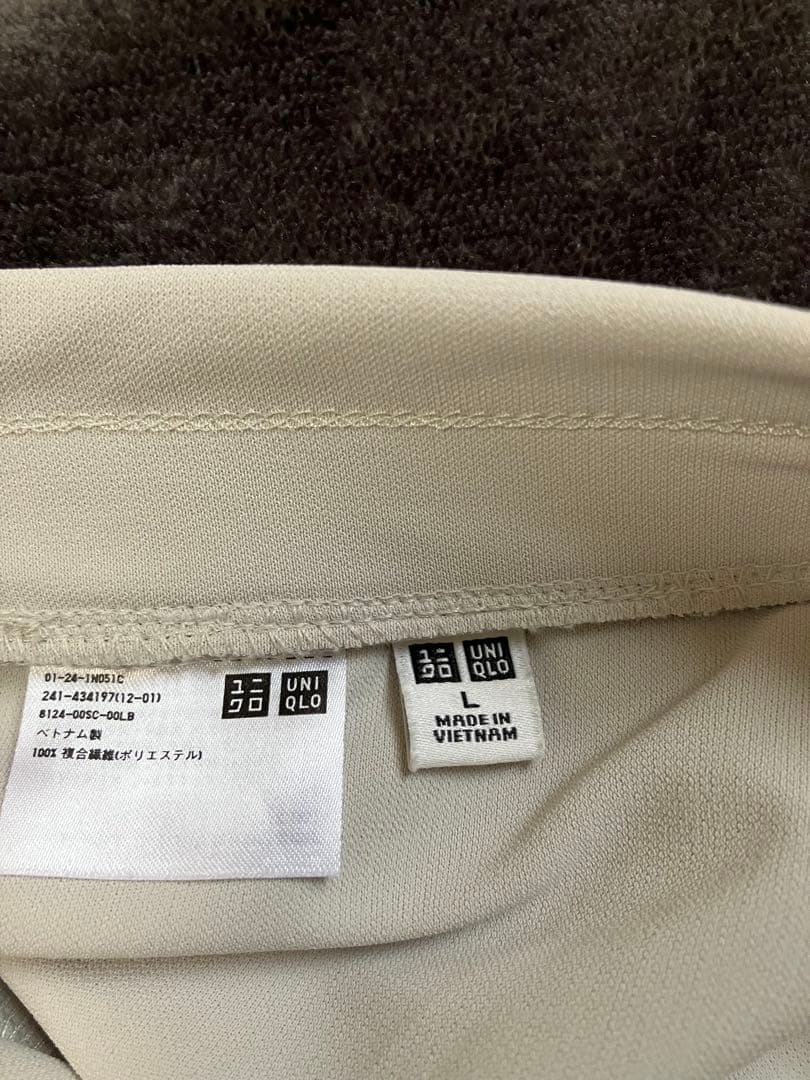 01-24-1N051C
241-434197(12-01)
8124-00SC-00LB
ベトナム製
100% 複合繊維(ポリエステル)
ユニ
クロ
UNI
QLO
ユニ
クロ
UNI
QLO
L
MADE IN
VIETNAM